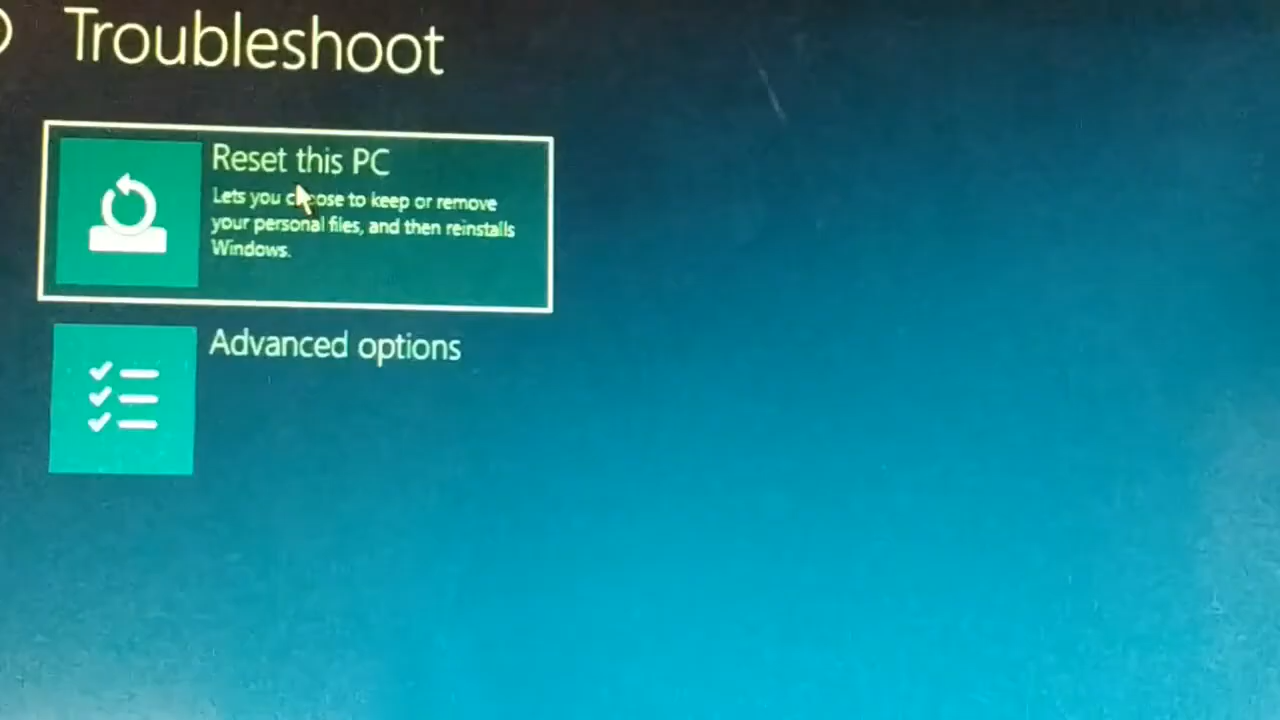 Troubleshoot
Reset this PC
Lets you choose to keep or remove
your personal files, and then reinstalls
Windows.
Advanced options